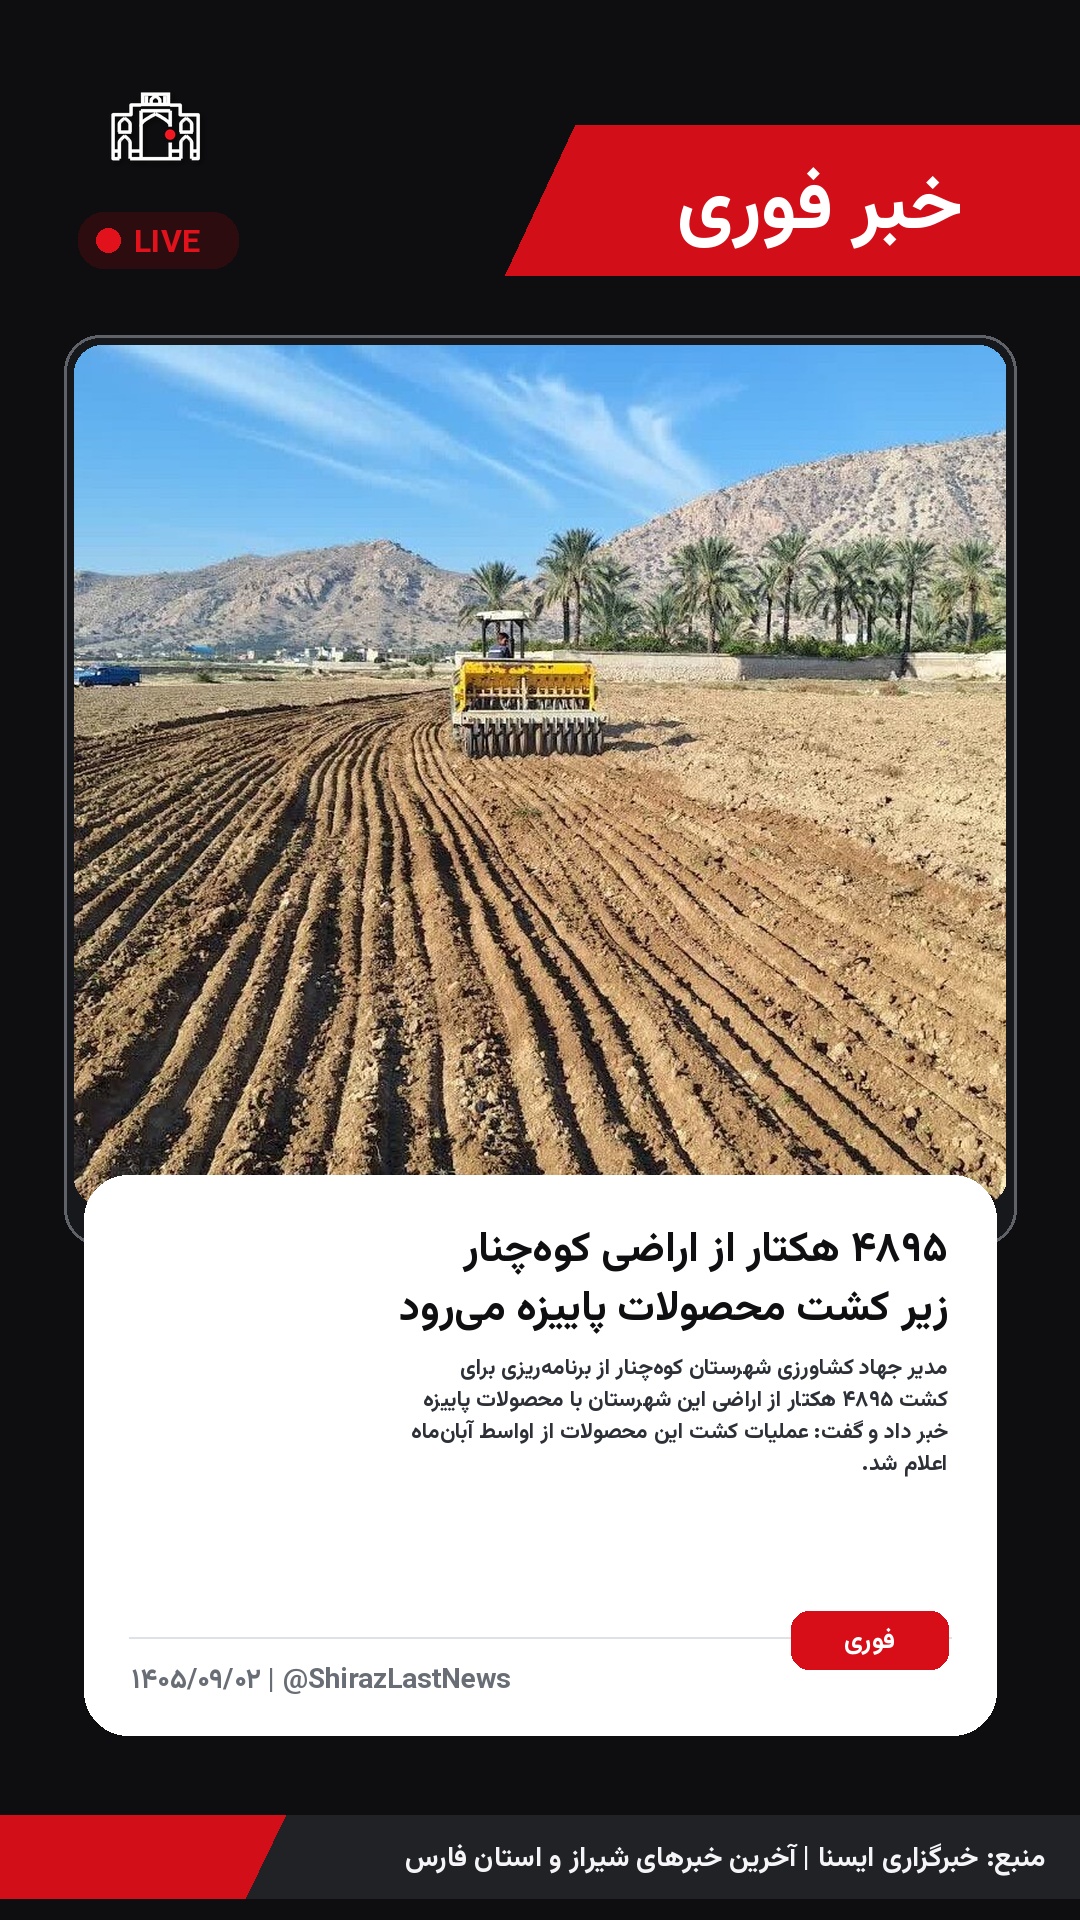 خبر فوری
LIVE
۴۸۹۵ هکتار از اراضی کوه‌چنار
زیر کشت محصولات پاییزه می‌رود
مدیر جهاد کشاورزی شهرستان کوه‌چنار از برنامه‌ریزی برای
کشت ۴۸۹۵ هکتار از اراضی این شهرستان با محصولات پاییزه
خبر داد و گفت: عملیات کشت این محصولات از اواسط آبان‌ماه
اعلام شد.
فوری
۱۴۰۵/۰۹/۰۲ | @ShirazLastNews
منبع: خبرگزاری ایسنا | آخرین خبرهای شیراز و استان فارس